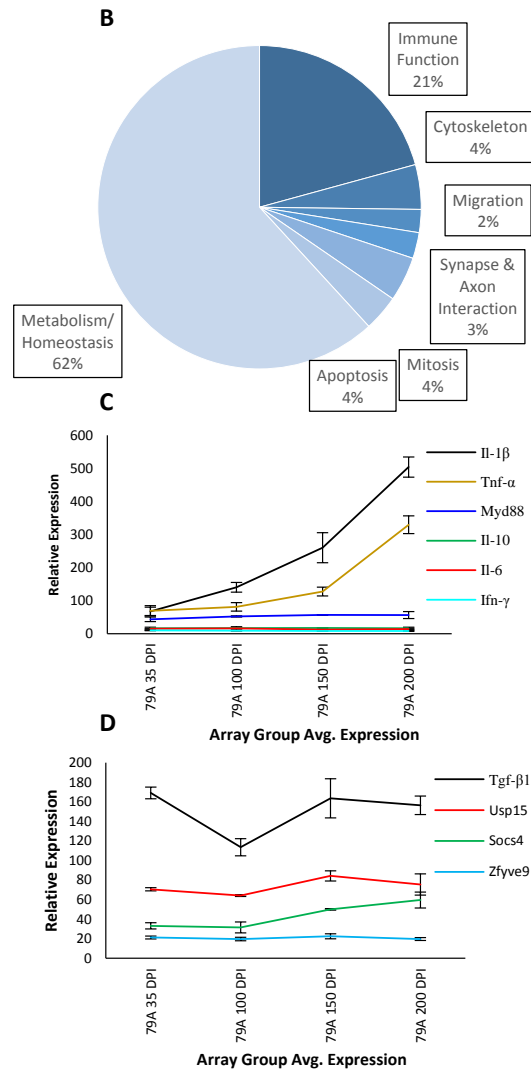 B
Immune
Function
21%
Cytoskeleton
4%
Migration
2%
Synapse &
Axon
Interaction
3%
Mitosis
4%
Apoptosis
4%
Metabolism/
Homeostasis
62%
C
600
500
400
300
200
100
0
Relative Expression
Il-1β
Tnf-α
Myd88
Il-10
Il-6
Ifn-γ
79A 35 DPI
79A 100 DPI
79A 150 DPI
79A 200 DPI
Array Group Avg. Expression
D
200
180
160
140
120
100
80
60
40
20
0
Relative Expression
Tgf-β1
Usp15
Socs4
Zfyve9
79A 35 DPI
79A 100 DPI
79A 150 DPI
79A 200 DPI
Array Group Avg. Expression